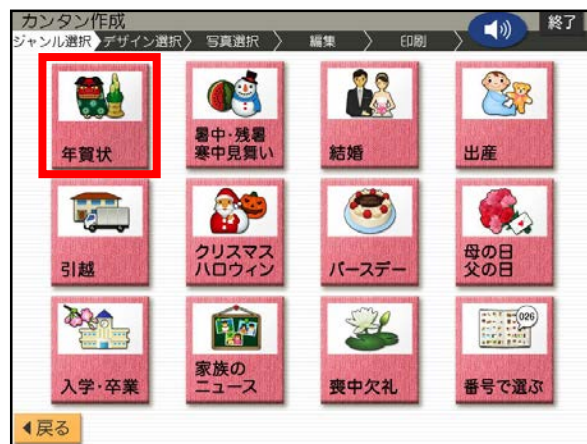 カンタン作成
終了
ジャンル選択
デザイン選択
写真選択
編集
印刷
年賀状
暑中・残暑
寒中見舞い
結婚
出産
引越
クリスマス
ハロウィン
バースデー
母の日
父の日
入学・卒業
家族の
ニュース
喪中欠礼
026
番号で選ぶ
戻る